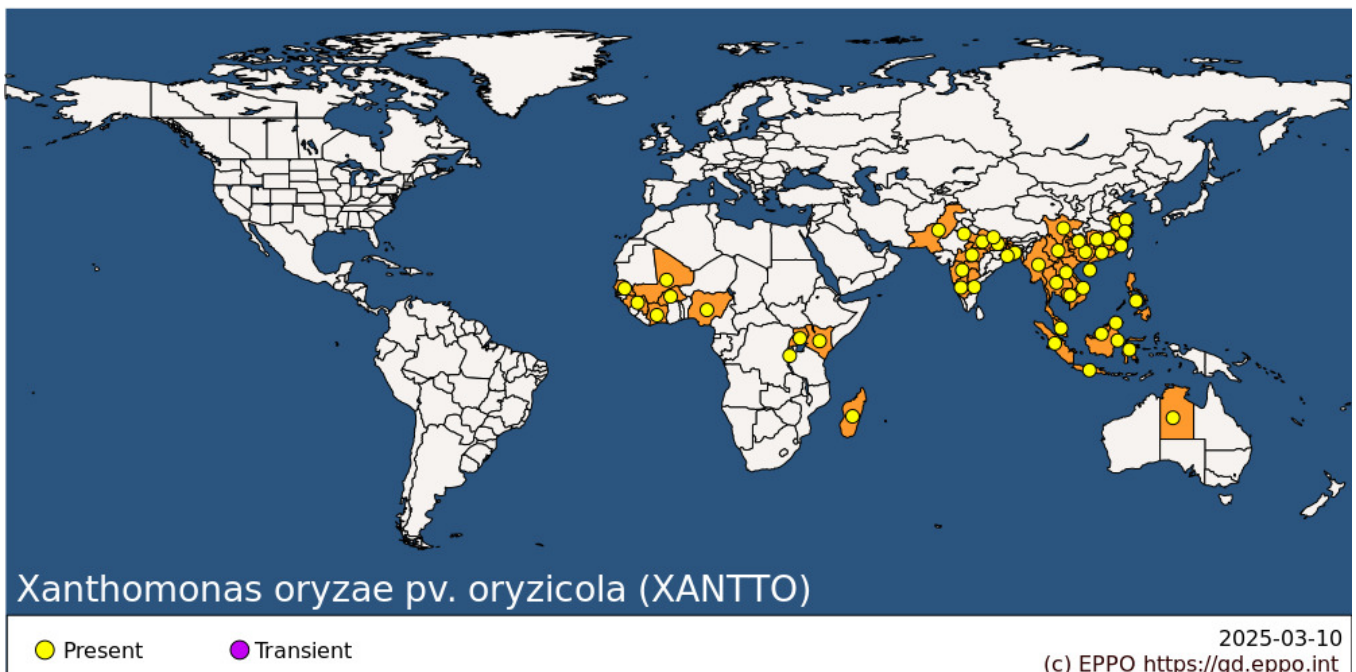 Xanthomonas oryzae pv. oryzicola (XANTTO)
Present Transient
2025-03-10
(c) EPPO https://gd.eppo.int